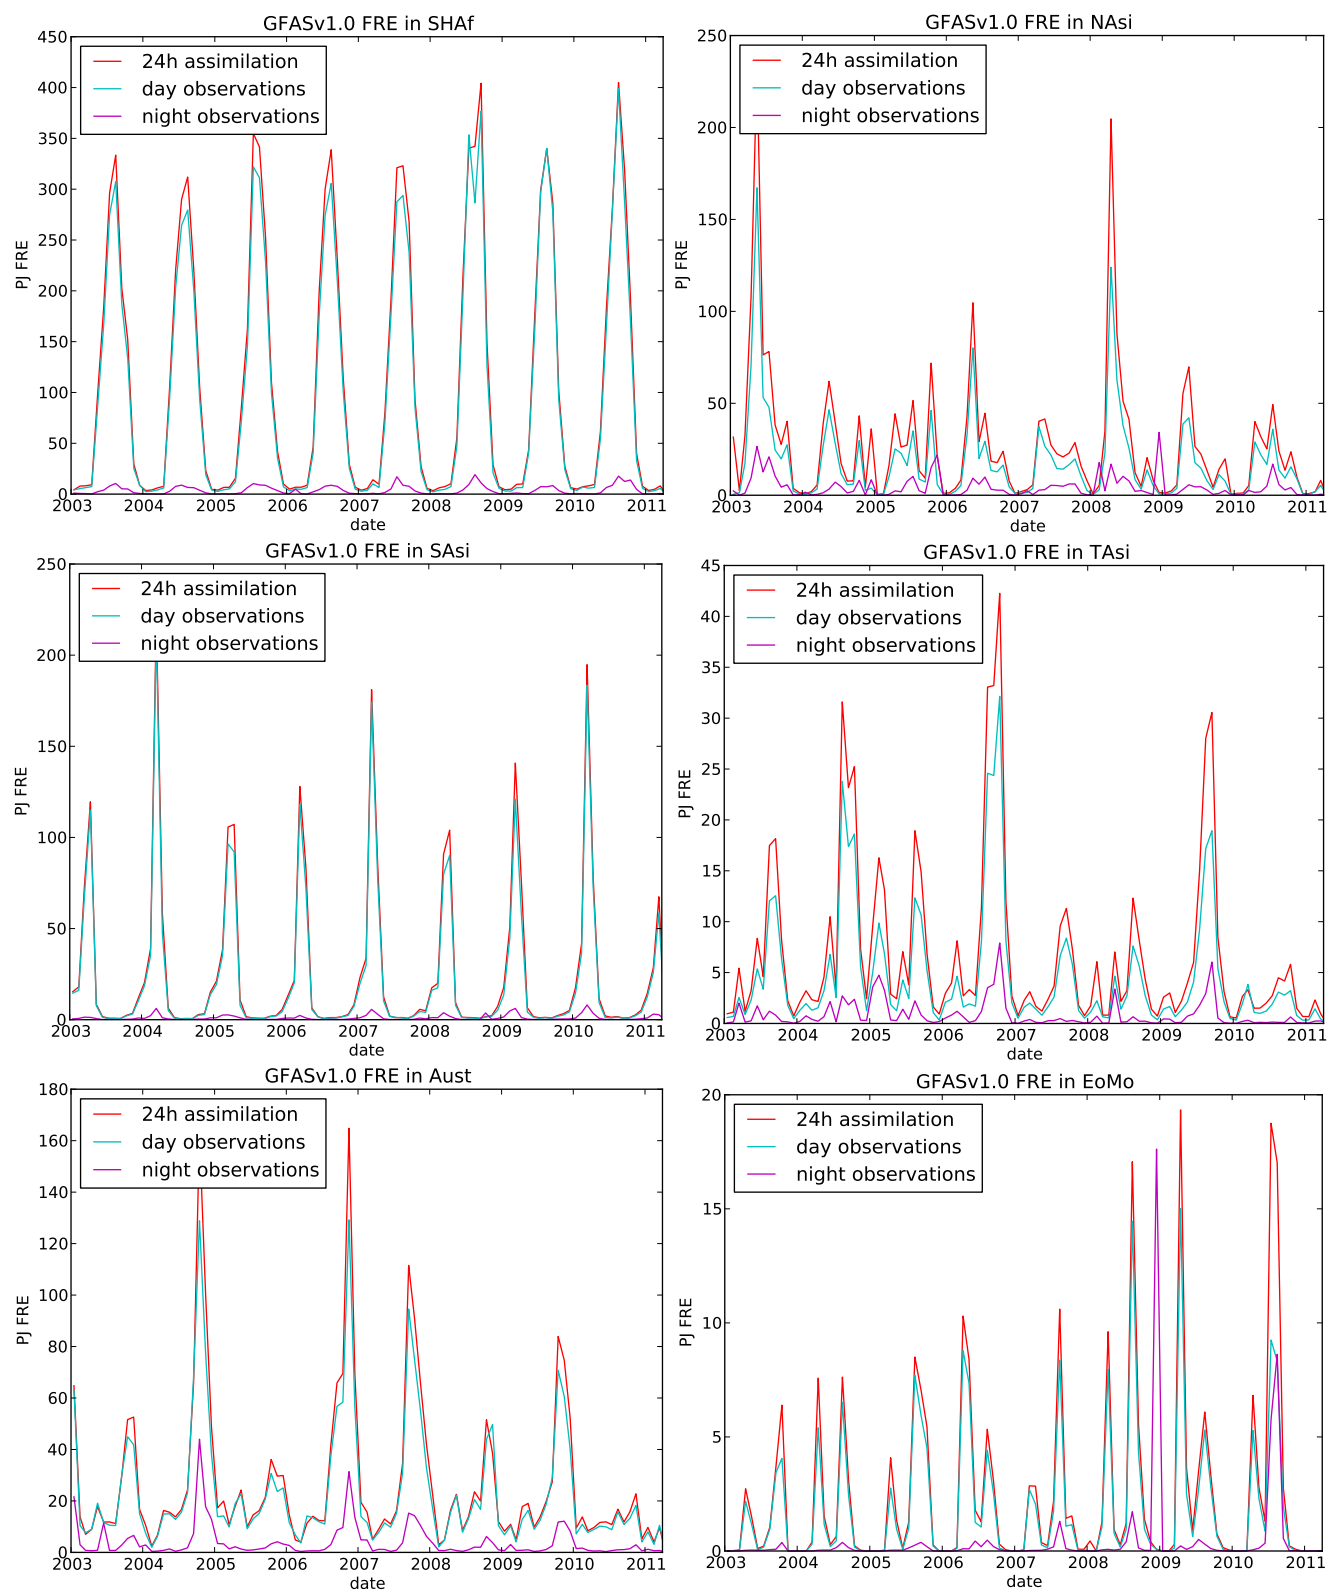 GFASv1.0 FRE in SHAf
450
400
350
300
250
200
150
100
50
0
PJ FRE
24h assimilation
day observations
night observations
2003 2004 2005 2006 2007 2008 2009 2010 2011
date
GFASv1.0 FRE in NAsi
250
200
150
100
50
0
PJ FRE
24h assimilation
day observations
night observations
2003 2004 2005 2006 2007 2008 2009 2010 2011
date
GFASv1.0 FRE in SAsi
250
200
150
100
50
0
PJ FRE
24h assimilation
day observations
night observations
2003 2004 2005 2006 2007 2008 2009 2010 2011
date
GFASv1.0 FRE in TAsi
45
40
35
30
25
20
15
10
5
0
PJ FRE
24h assimilation
day observations
night observations
2003 2004 2005 2006 2007 2008 2009 2010 2011
date
GFASv1.0 FRE in Aust
180
160
140
120
100
80
60
40
20
0
PJ FRE
24h assimilation
day observations
night observations
2003 2004 2005 2006 2007 2008 2009 2010 2011
date
GFASv1.0 FRE in EoMo
20
15
10
5
0
PJ FRE
24h assimilation
day observations
night observations
2003 2004 2005 2006 2007 2008 2009 2010 2011
date